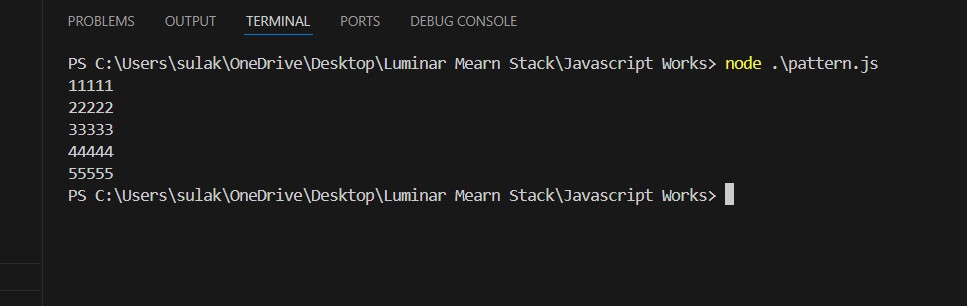 PROBLEMS OUTPUT TERMINAL PORTS DEBUG CONSOLE
PS C:\Users\sulak\OneDrive\Desktop\Luminar Mearn Stack\Javascript Works> node .\pattern.js
11111
22222
33333
44444
55555
PS C:\Users\sulak\OneDrive\Desktop\Luminar Mearn Stack\Javascript Works>